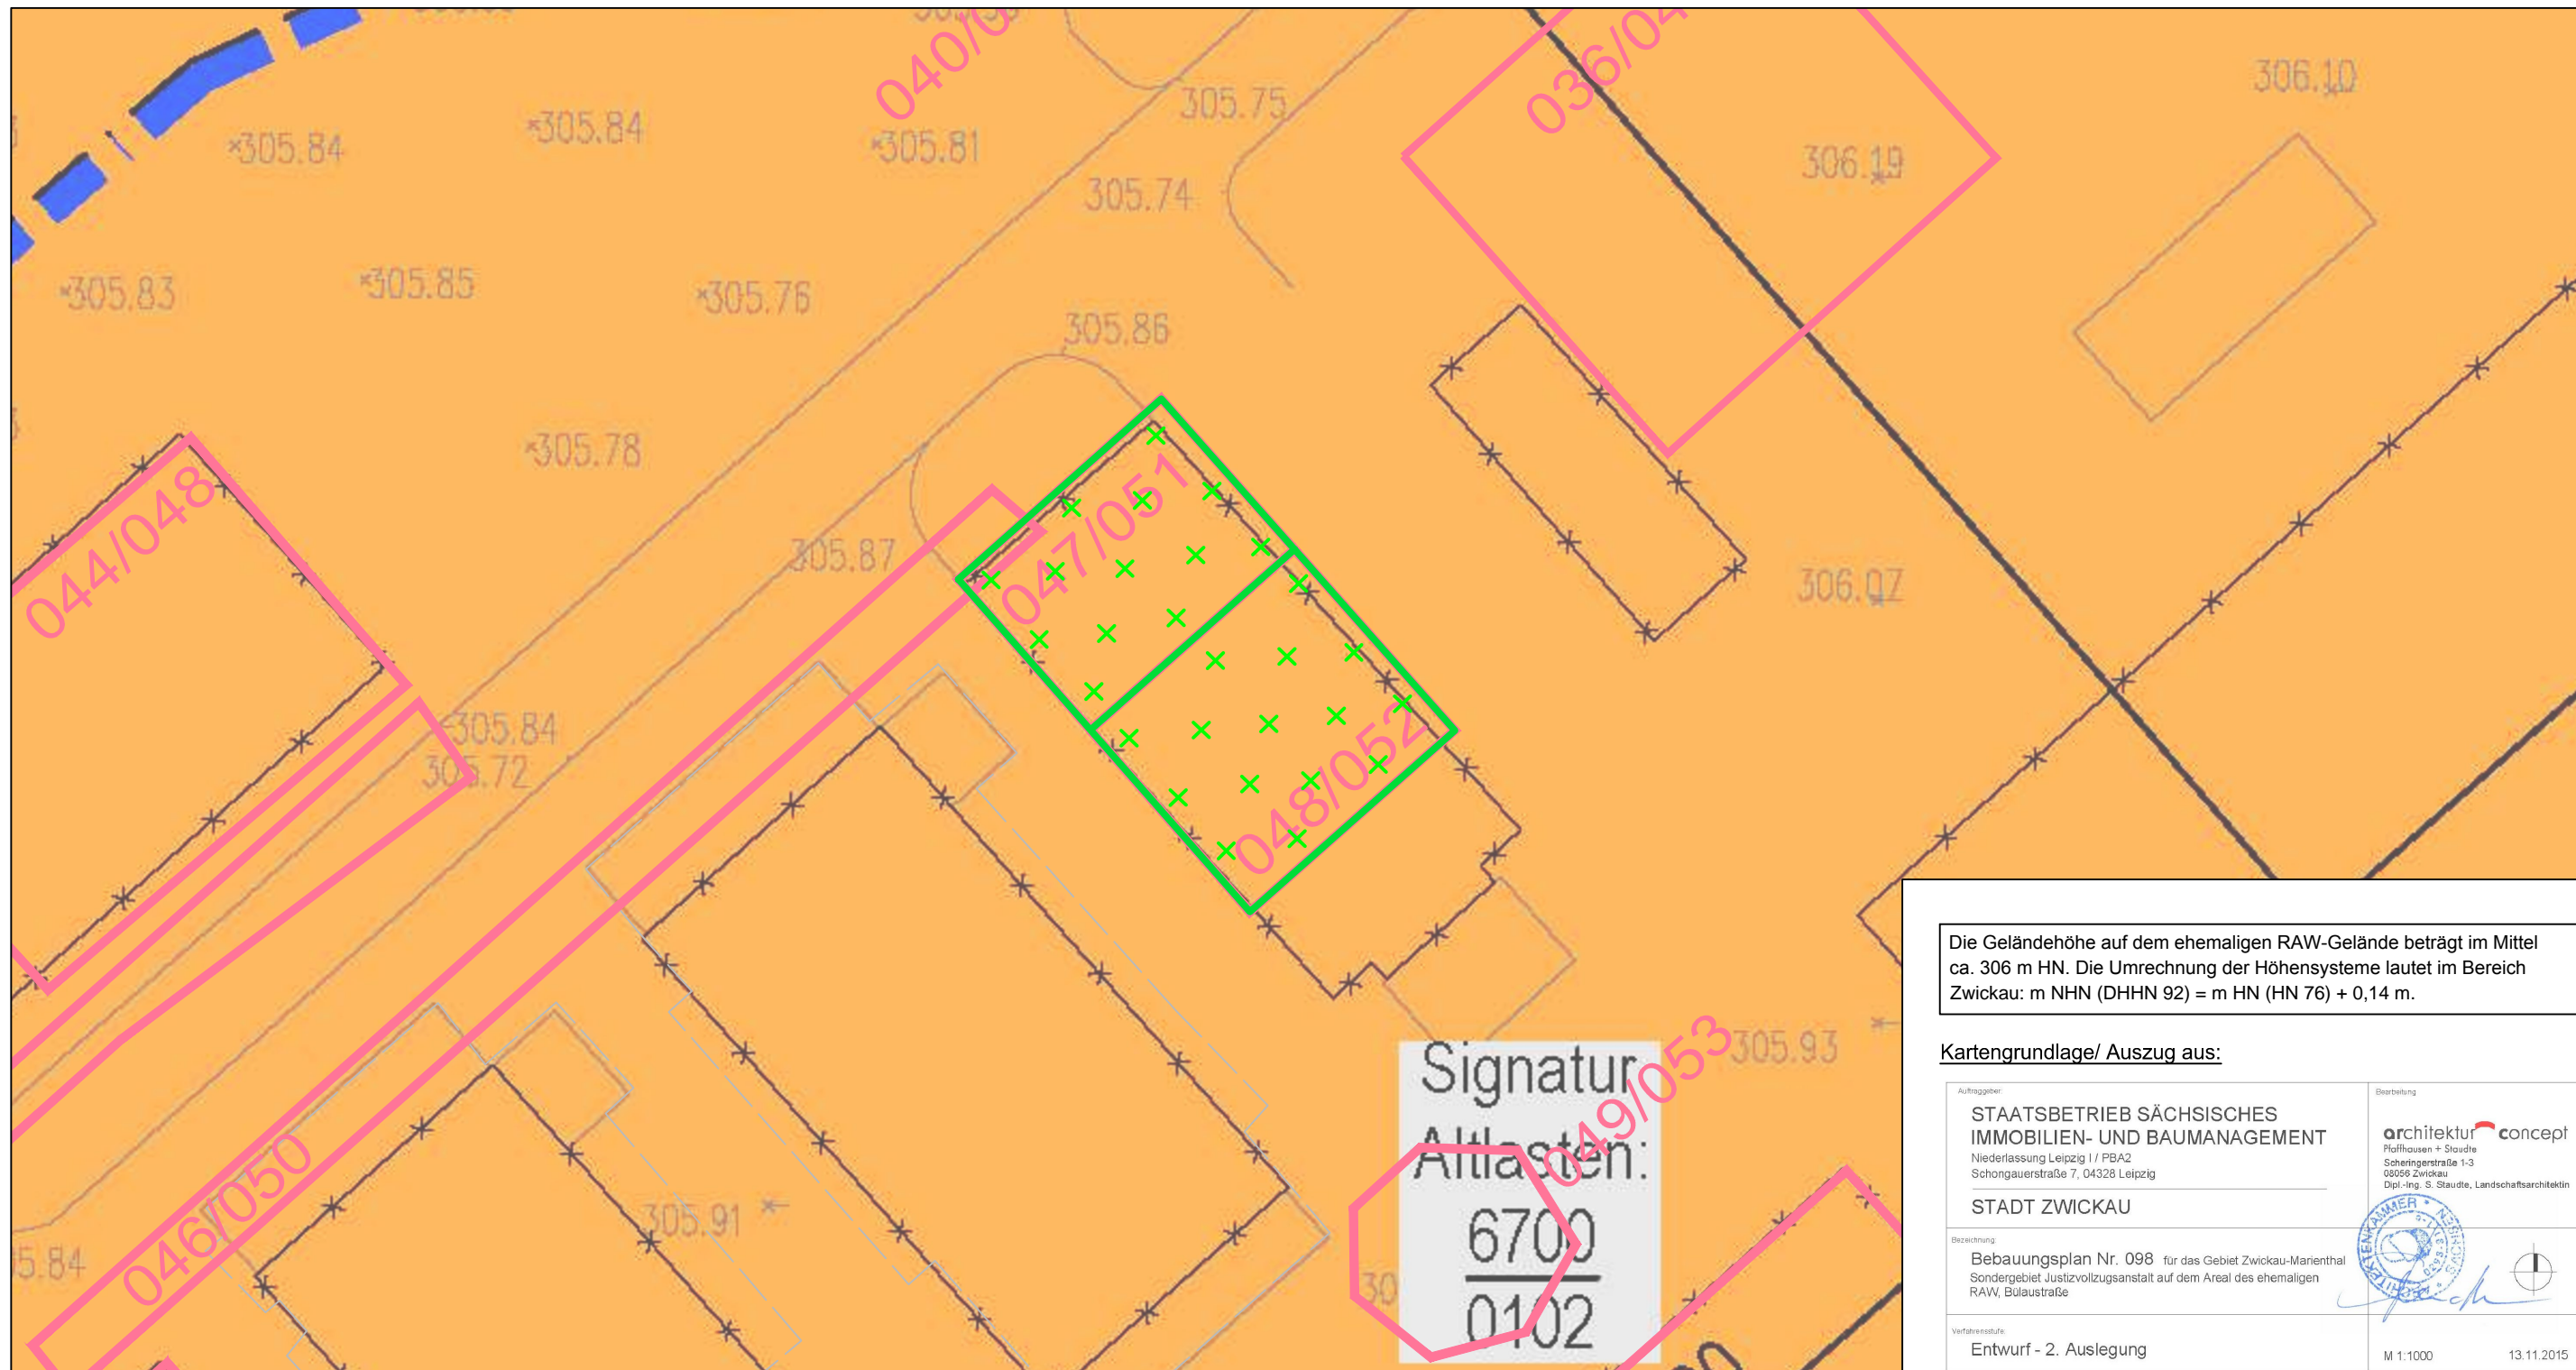 040/0
036/04
306.10
305.75
×305.84
×305.84
×305.81
306.19
305.74
×305.83
×305.85
×305.76
305.86
×305.78
044/048
047/051
305.87
306.07
305.84
305.72
048/052
Die Geländehöhe auf dem ehemaligen RAW-Gelände beträgt im Mittel
ca. 306 m HN. Die Umrechnung der Höhensysteme lautet im Bereich
Zwickau: m NHN (DHHN 92) = m HN (HN 76) + 0,14 m.
Kartengrundlage/ Auszug aus:
305.93
049/053
Signatur
Altlasten:
6700
0102
046/050
305.91
5.84
30
Auftraggeber:
STAATSBETRIEB SÄCHSISCHES
IMMOBILIEN- UND BAUMANAGEMENT
Niederlassung Leipzig I / PBA2
Schongauerstraße 7, 04328 Leipzig
STADT ZWICKAU
Bearbeitung
architektur concept
Pfaffhausen + Staudte
Scheringerstraße 1-3
08056 Zwickau
Dipl.-Ing. S. Staudte, Landschaftsarchitektin
Bezeichnung:
Bebauungsplan Nr. 098 für das Gebiet Zwickau-Marienthal
Sondergebiet Justizvollzugsanstalt auf dem Areal des ehemaligen
RAW, Bülaustraße
Verfahrensstufe:
Entwurf - 2. Auslegung
M 1:1000
13.11.2015